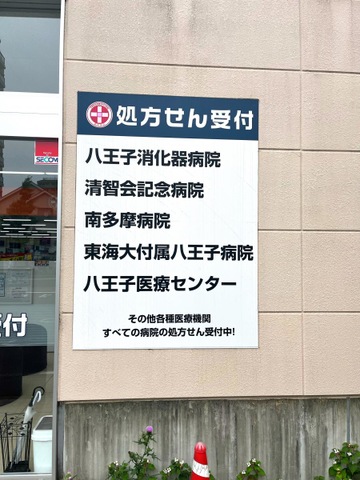 処方せん受付
八王子消化器病院
清智会記念病院
南多摩病院
東海大付属八王子病院
八王子医療センター
その他各種医療機関
すべての病院の処方せん受付中!
SECOM
付